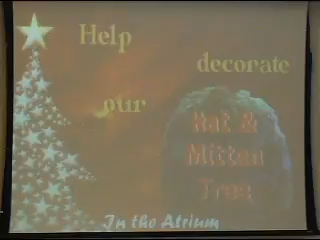 Help
decorate
our
Hat &
Mitten
Tree
In the Atrium